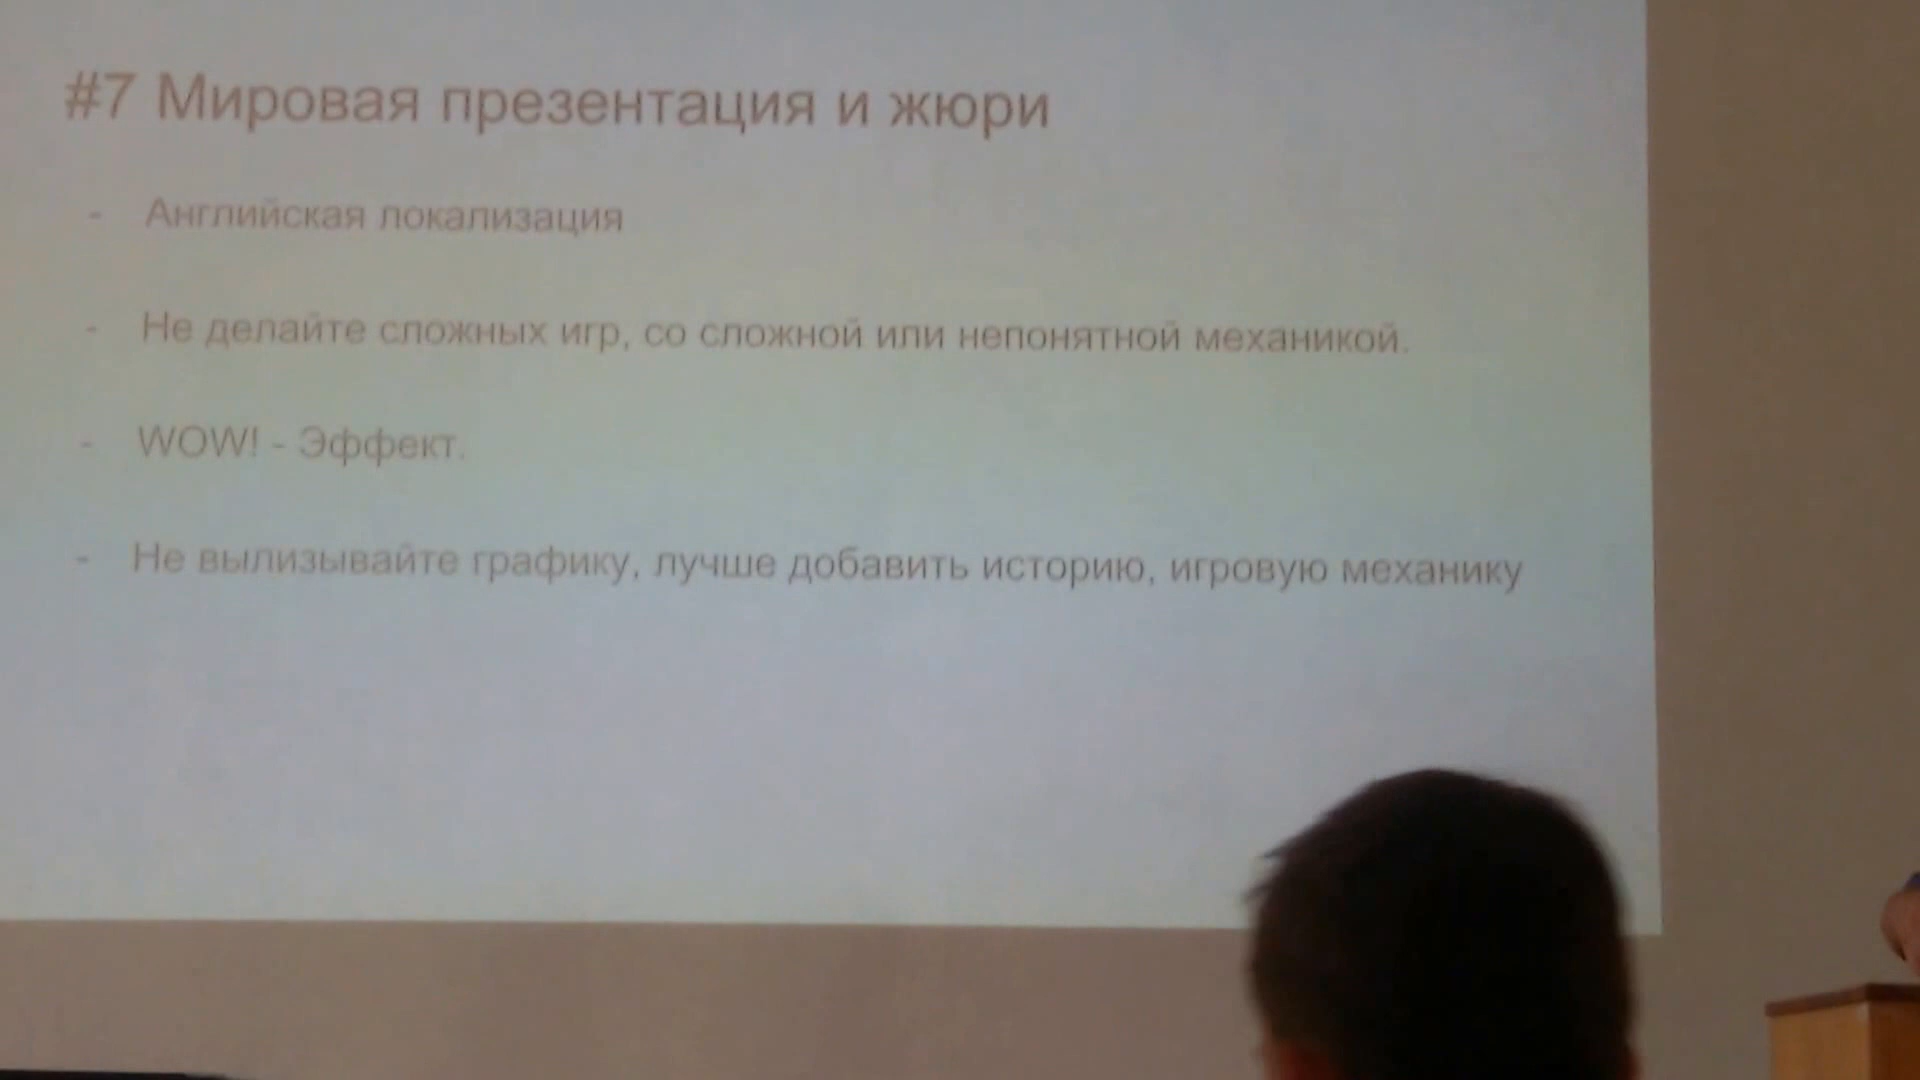 #7 Мировая презентация и жюри
- Английская локализация
- Не делайте сложных игр, со сложной или непонятной механикой.
- WOW! - Эффект.
- Не вылизывайте графику, лучше добавить историю, игровую механику